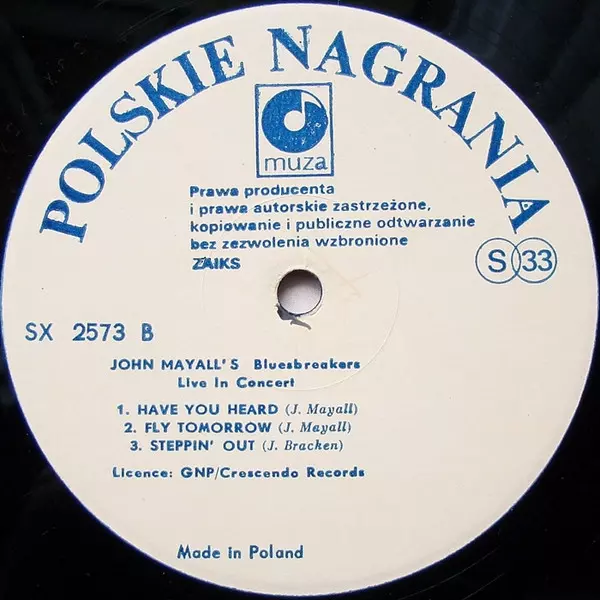 POLSKIE NAGRANIA
muza
Prawa producenta
i prawa autorskie zastrzeżone,
kopiowanie i publiczne odtwarzanie
bez zezwolenia wzbronione
ZAIKS
S 33
SX 2573 B
JOHN MAYALL'S Bluesbreakers
Live In Concert
1. HAVE YOU HEARD (J. Mayall)
2. FLY TOMORROW (J. Mayall)
3. STEPPIN' OUT (J. Bracken)
Licence: GNP/Crescendo Records
Made in Poland